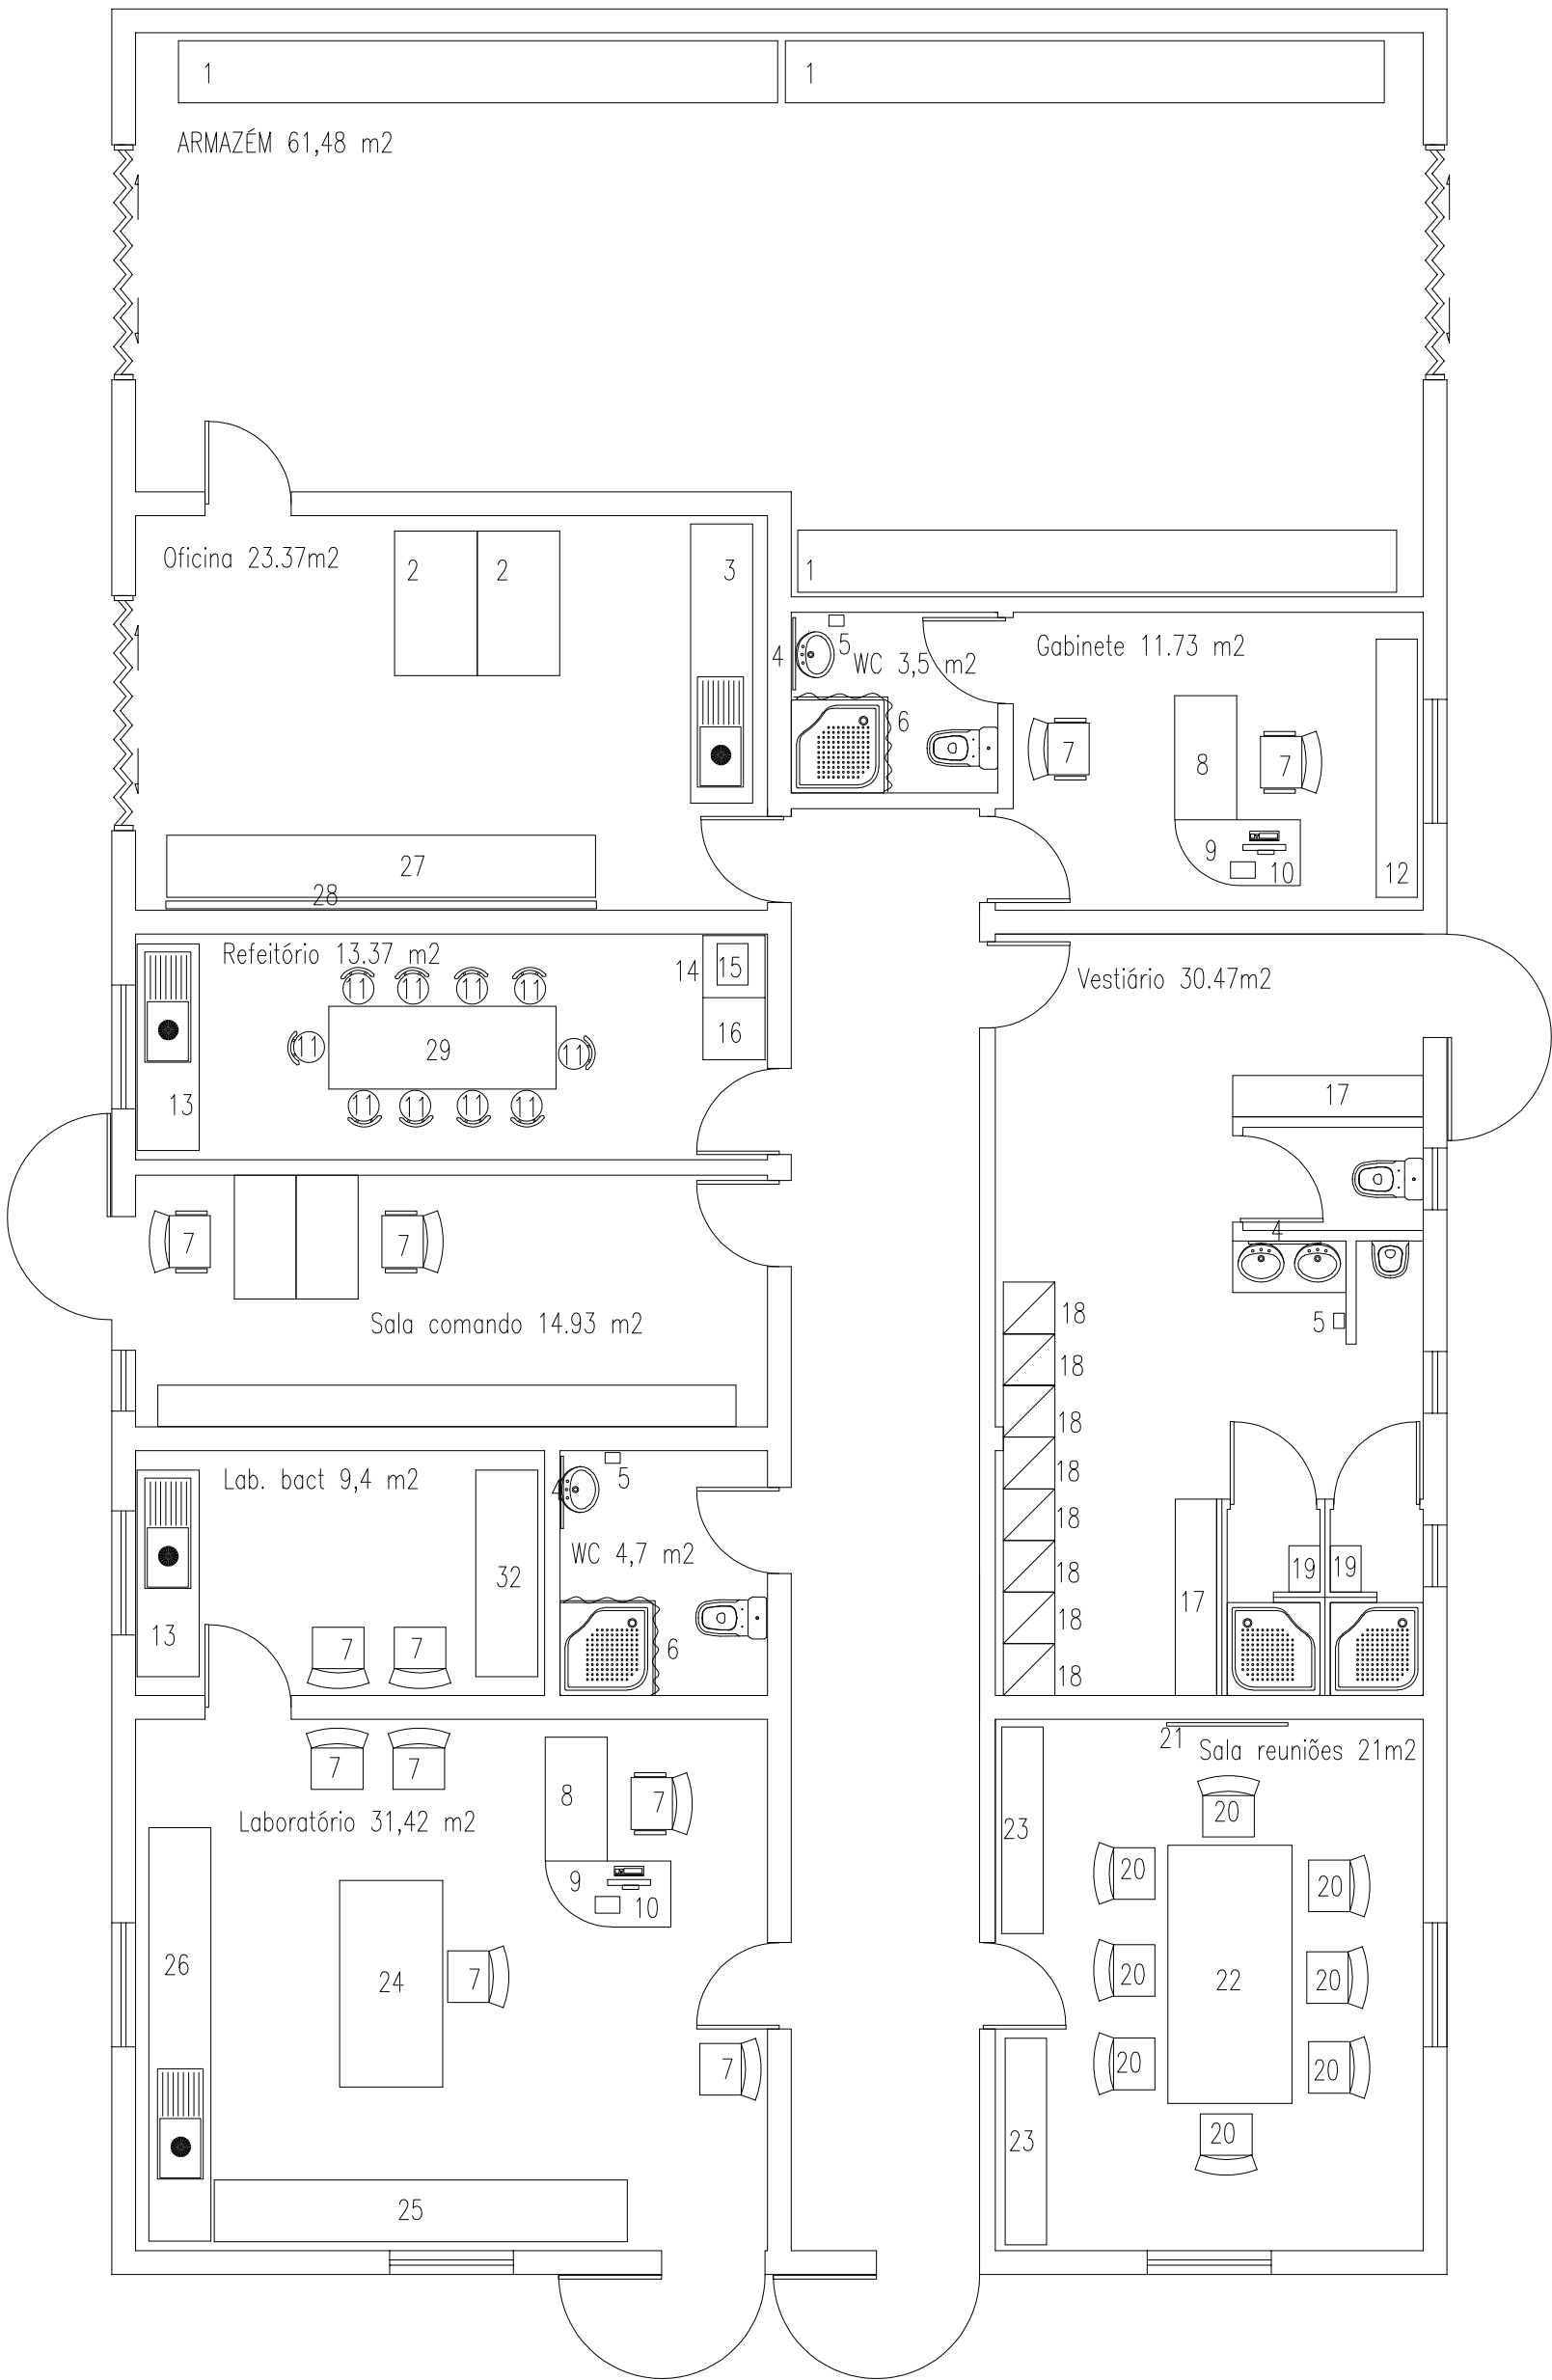 1 1
ARMAZÉM 61,48 m2
Oficina 23.37m2
2 2 3
1
4 5
WC 3,5 m2
6
Gabinete 11.73 m2
7 8 7
9 10 12
27
28
Refeitório 13.37 m2
11 11 11 11
14 15
16
11 29 11
13
11 11 11 11
Vestiário 30.47m2
17
7 7
Sala comando 14.93 m2
4
5
18
18
18
18
18
18
18
18
Lab. bact 9,4 m2
4 5
WC 4,7 m2
32
13
7 7
6
17 19 19
7 7
Laboratório 31,42 m2
8 7
9 10
26 24 7
7
25
21
Sala reuniões 21m2
20
23
20 20
20 22 20
20 20
23 20